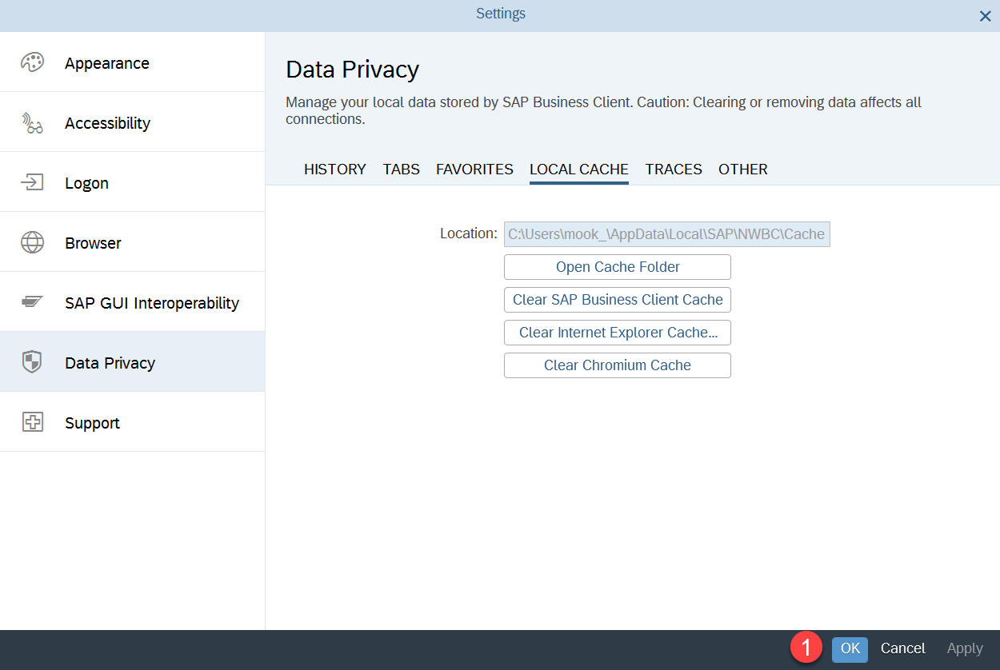 Settings
Appearance
Accessibility
Logon
Browser
SAP GUI Interoperability
Data Privacy
Support
Data Privacy
Manage your local data stored by SAP Business Client. Caution: Clearing or removing data affects all
connections.
HISTORY TABS FAVORITES LOCAL CACHE TRACES OTHER
Location: C:\Users\mook_\AppData\Local\SAP\NWBC\Cache
Open Cache Folder
Clear SAP Business Client Cache
Clear Internet Explorer Cache...
Clear Chromium Cache
1 OK Cancel Apply